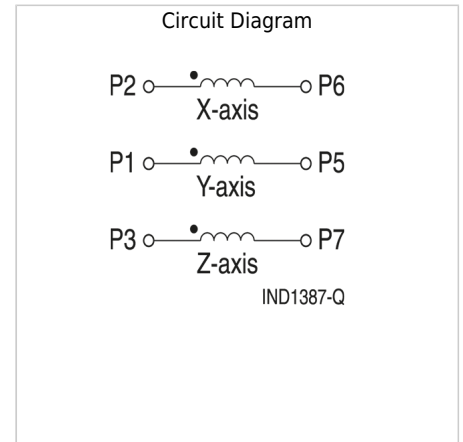 Circuit Diagram
P2 P6
X-axis
P1 P5
Y-axis
P3 P7
Z-axis
IND1387-Q